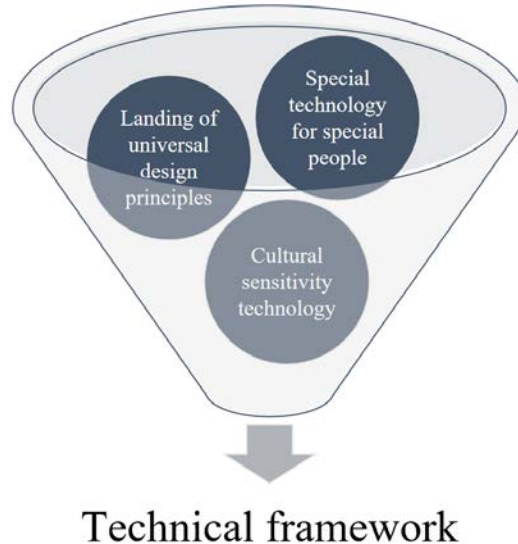 Landing of
universal
design
principles
Special
technology
for special
people
Cultural
sensitivity
technology
Technical framework